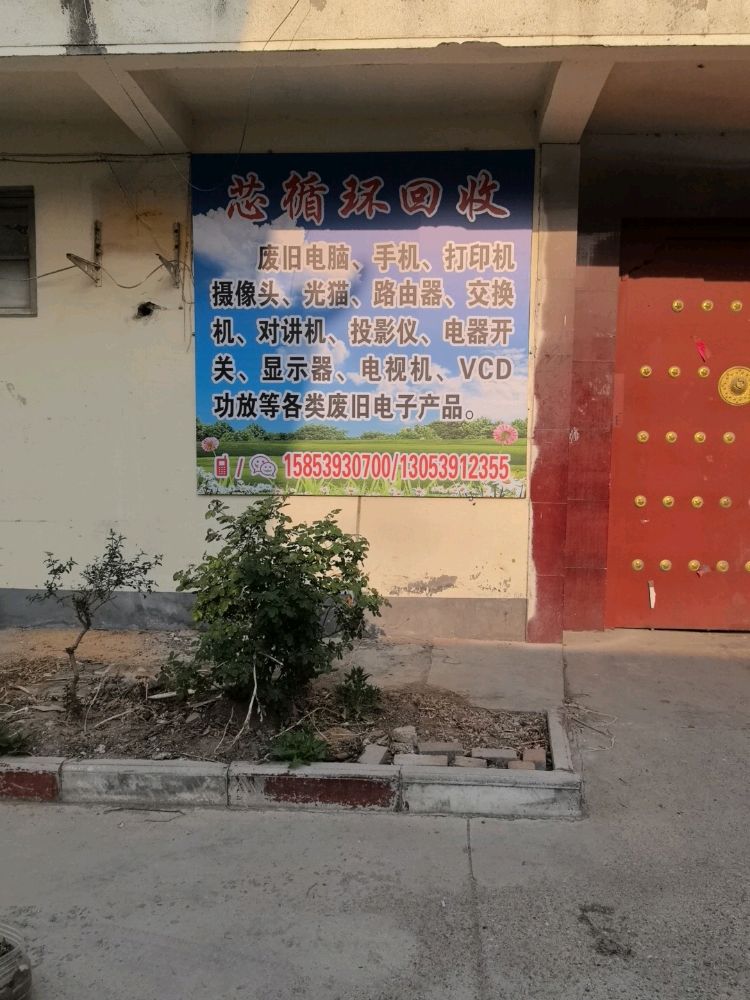 芯循环回收
废旧电脑、手机、打印机
摄像头、光猫、路由器、交换
机、对讲机、投影仪、电器开
关、显示器、电视机、VCD
功放等各类废旧电子产品。
/ 15853930700/13053912355